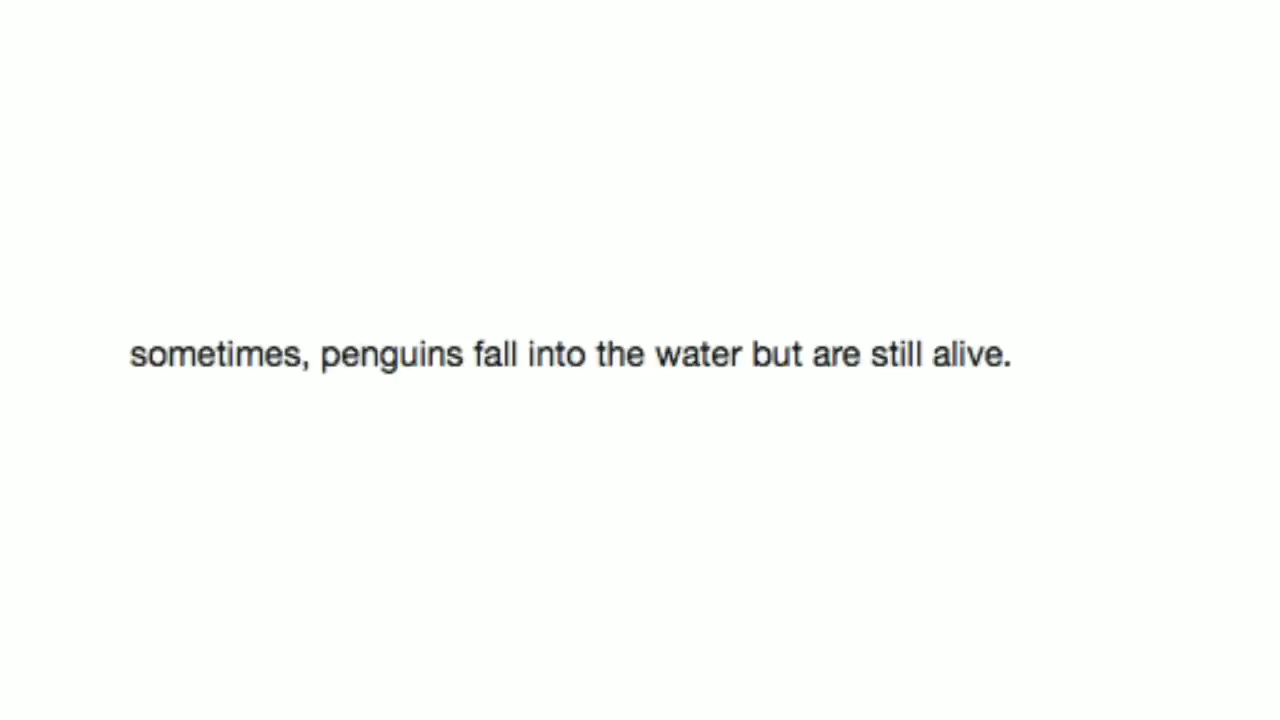 sometimes, penguins fall into the water but are still alive.